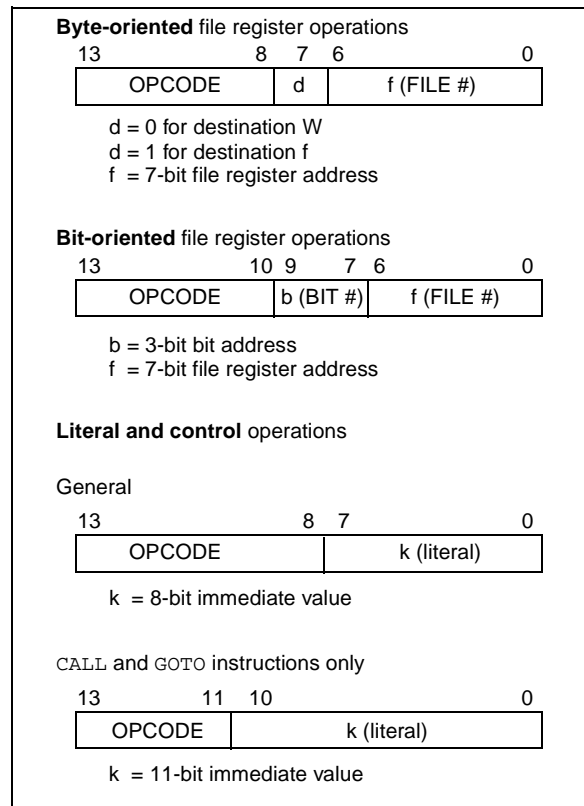 Byte-oriented file register operations
13 8 7 6 0
OPCODE d f (FILE #)
d = 0 for destination W
d = 1 for destination f
f = 7-bit file register address
Bit-oriented file register operations
13 10 9 7 6 0
OPCODE b (BIT #) f (FILE #)
b = 3-bit bit address
f = 7-bit file register address
Literal and control operations
General
13 8 7 0
OPCODE k (literal)
k = 8-bit immediate value
CALL and GOTO instructions only
13 11 10 0
OPCODE k (literal)
k = 11-bit immediate value